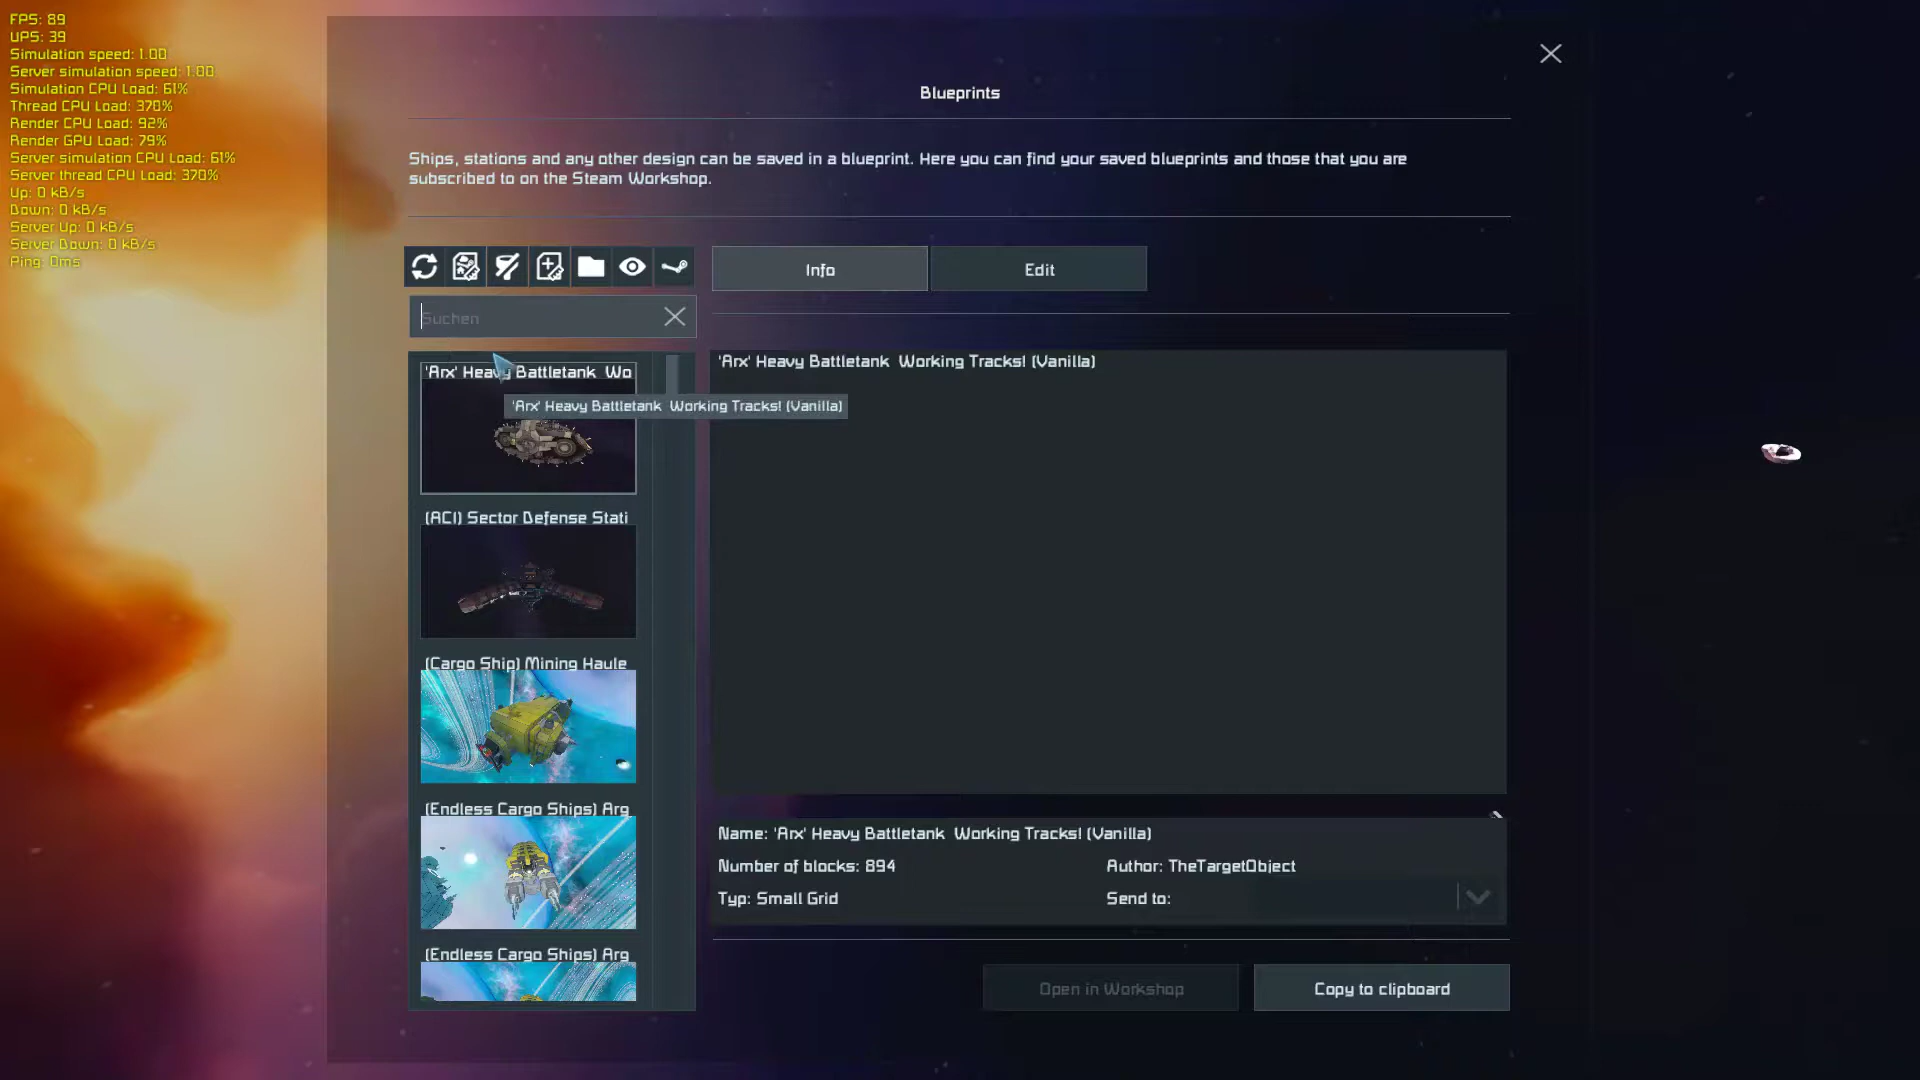 FPS: 89
UPS: 39
Simulation speed: 1.00
Server simulation speed: 1.00
Simulation CPU Load: 61%
Thread CPU Load: 370%
Render CPU Load: 92%
Render GPU Load: 79%
Server simulation CPU Load: 61%
Server thread CPU Load: 370%
Up: 0 kB/s
Down: 0 kB/s
Server Up: 0 kB/s
Server Down: 0 kB/s
Ping: 0ms
Blueprints
Ships, stations and any other design can be saved in a blueprint. Here you can find your saved blueprints and those that you are
subscribed to on the Steam Workshop.
Info
Edit
Suchen
'Arx' Heavy Battletank  Wo
'Arx' Heavy Battletank  Working Tracks! (Vanilla)
(ACI) Sector Defense Stati
(Cargo Ship) Mining Haule
(Endless Cargo Ships) Arg
(Endless Cargo Ships) Arg
'Arx' Heavy Battletank  Working Tracks! (Vanilla)
Name: 'Arx' Heavy Battletank  Working Tracks! (Vanilla)
Number of blocks: 894
Author: TheTargetObject
Typ: Small Grid
Send to:
Open in Workshop
Copy to clipboard